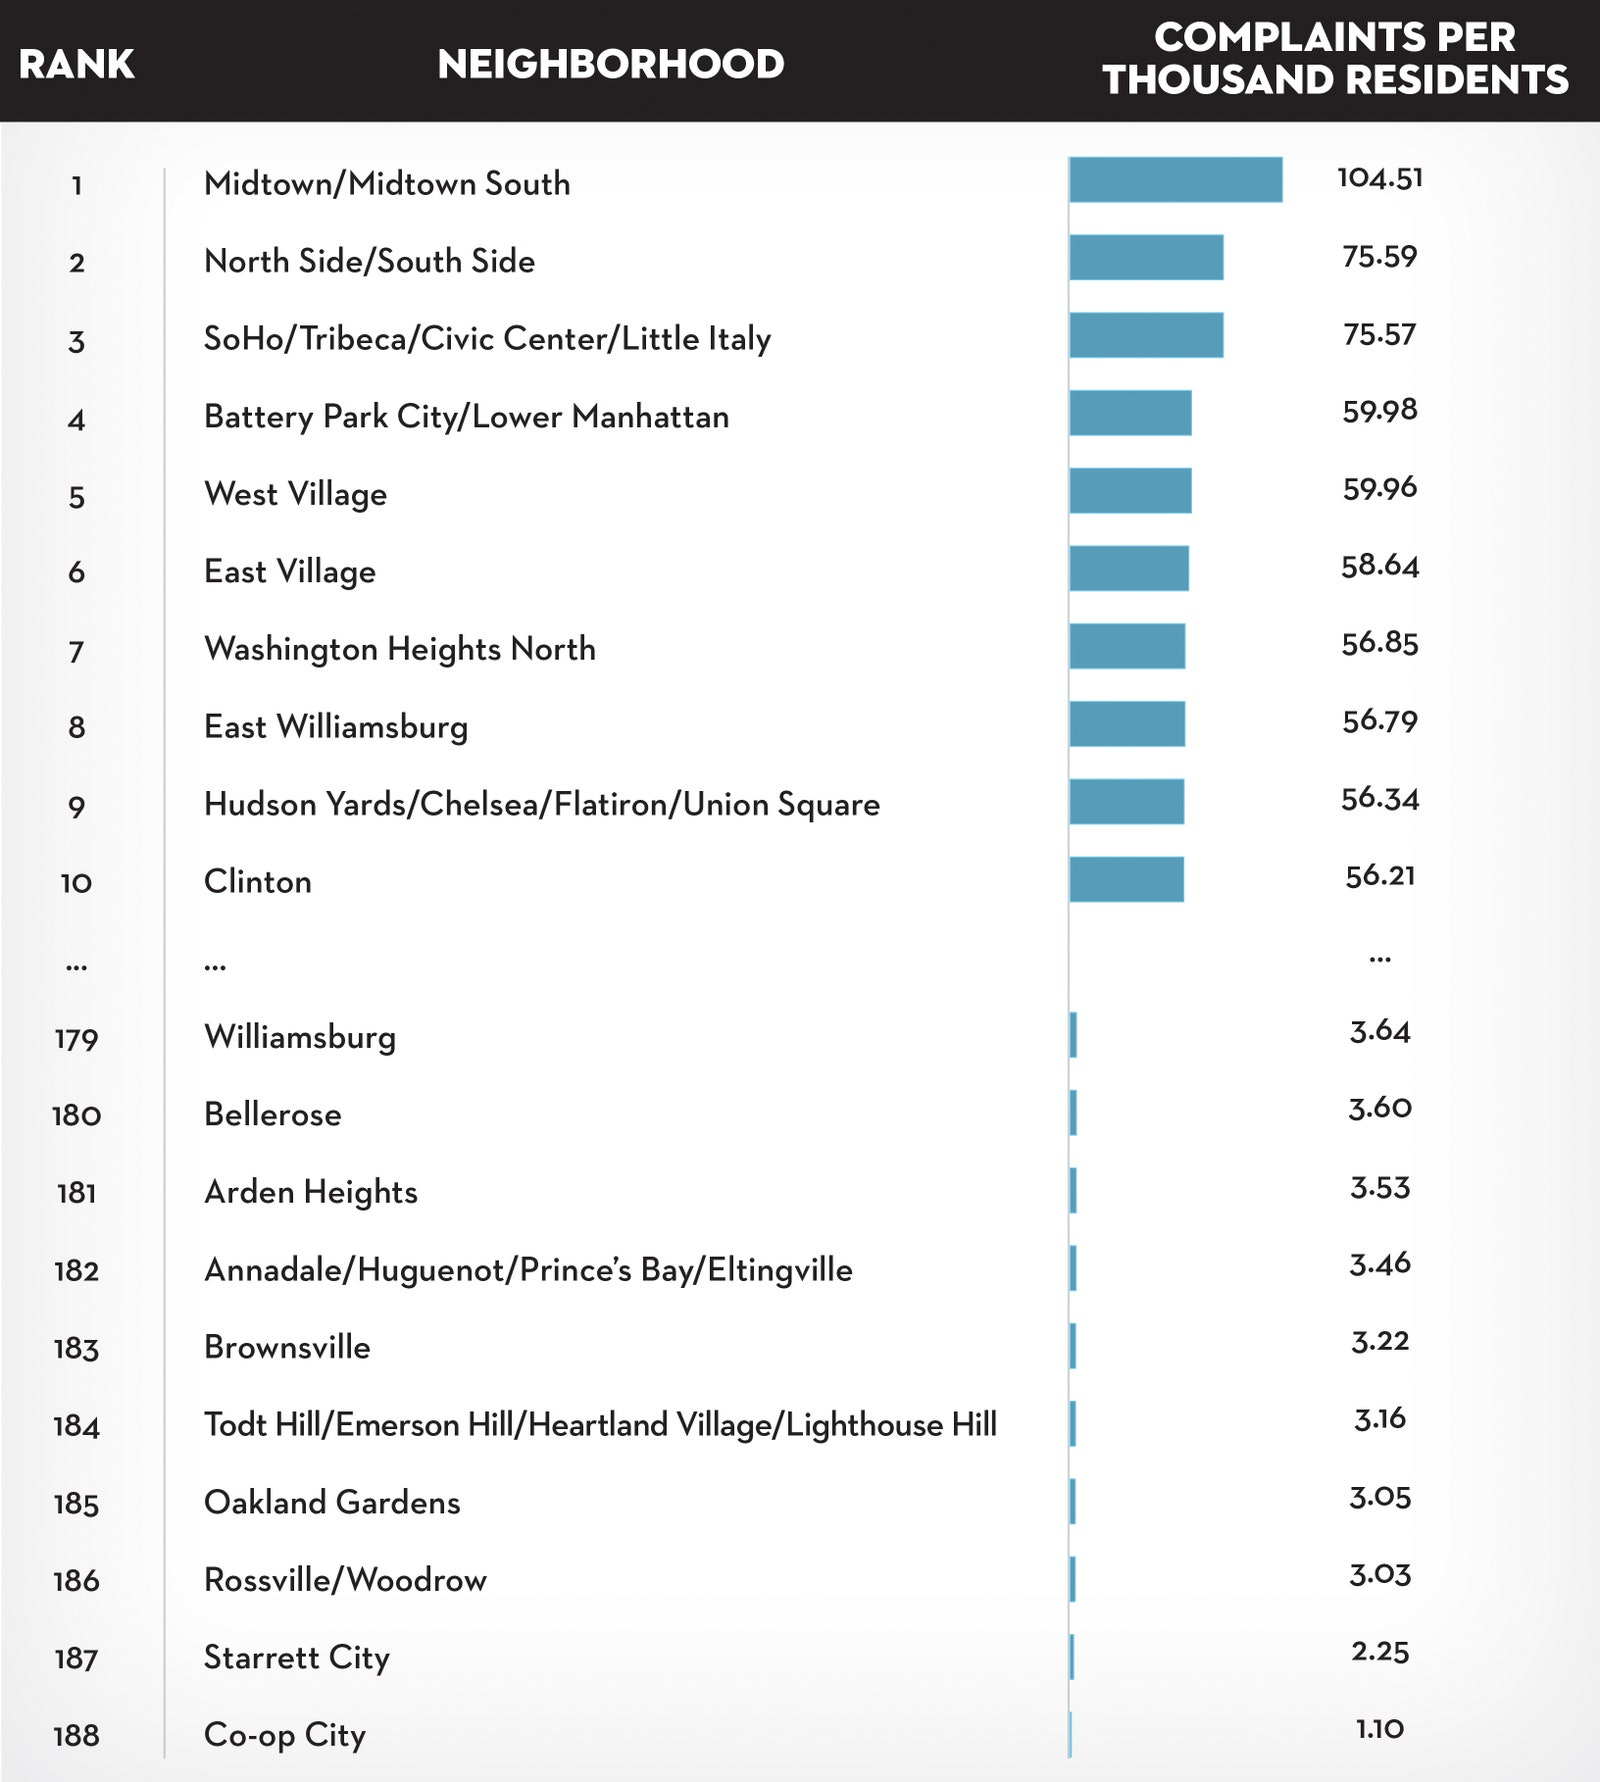 RANK NEIGHBORHOOD COMPLAINTS PER
THOUSAND RESIDENTS
1 Midtown/Midtown South 104.51
2 North Side/South Side 75.59
3 SoHo/Tribeca/Civic Center/Little Italy 75.57
4 Battery Park City/Lower Manhattan 59.98
5 West Village 59.96
6 East Village 58.64
7 Washington Heights North 56.85
8 East Williamsburg 56.79
9 Hudson Yards/Chelsea/Flatiron/Union Square 56.34
10 Clinton 56.21
... ... ...
179 Williamsburg 3.64
180 Bellerose 3.60
181 Arden Heights 3.53
182 Annadale/Huguenot/Prince’s Bay/Eltingville 3.46
183 Brownsville 3.22
184 Todt Hill/Emerson Hill/Heartland Village/Lighthouse Hill 3.16
185 Oakland Gardens 3.05
186 Rossville/Woodrow 3.03
187 Starrett City 2.25
188 Co-op City 1.10